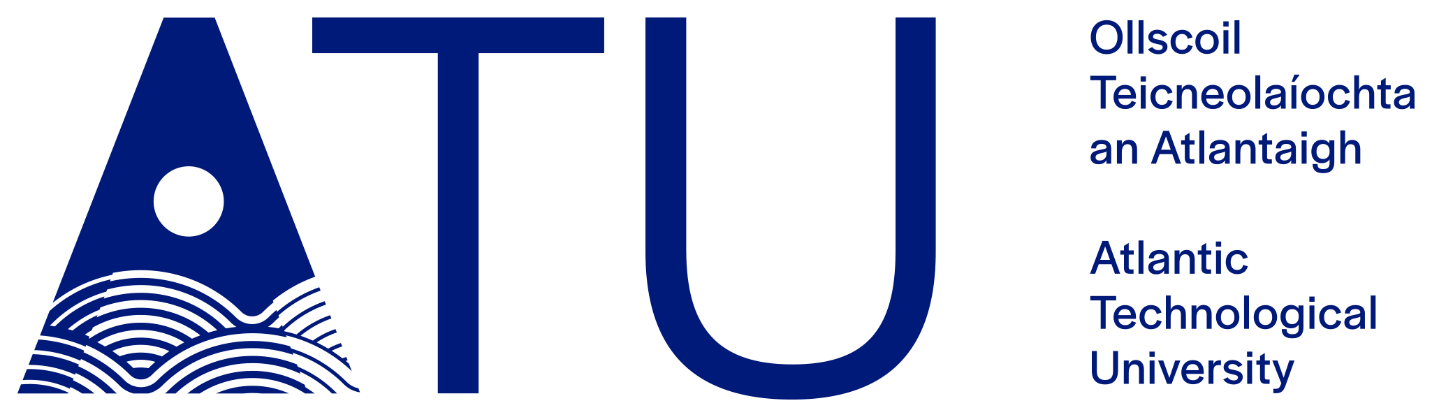 ATU
Ollscoil
Teicneolaíochta
an Atlantaigh
Atlantic
Technological
University